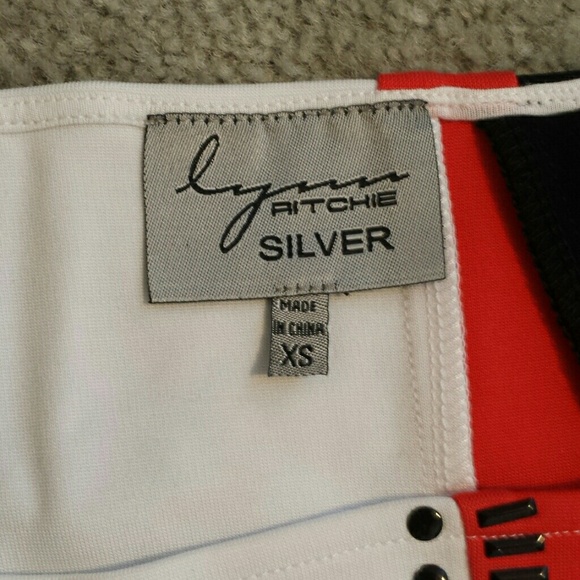 lynn
RITCHIE
SILVER
MADE
IN CHINA
XS